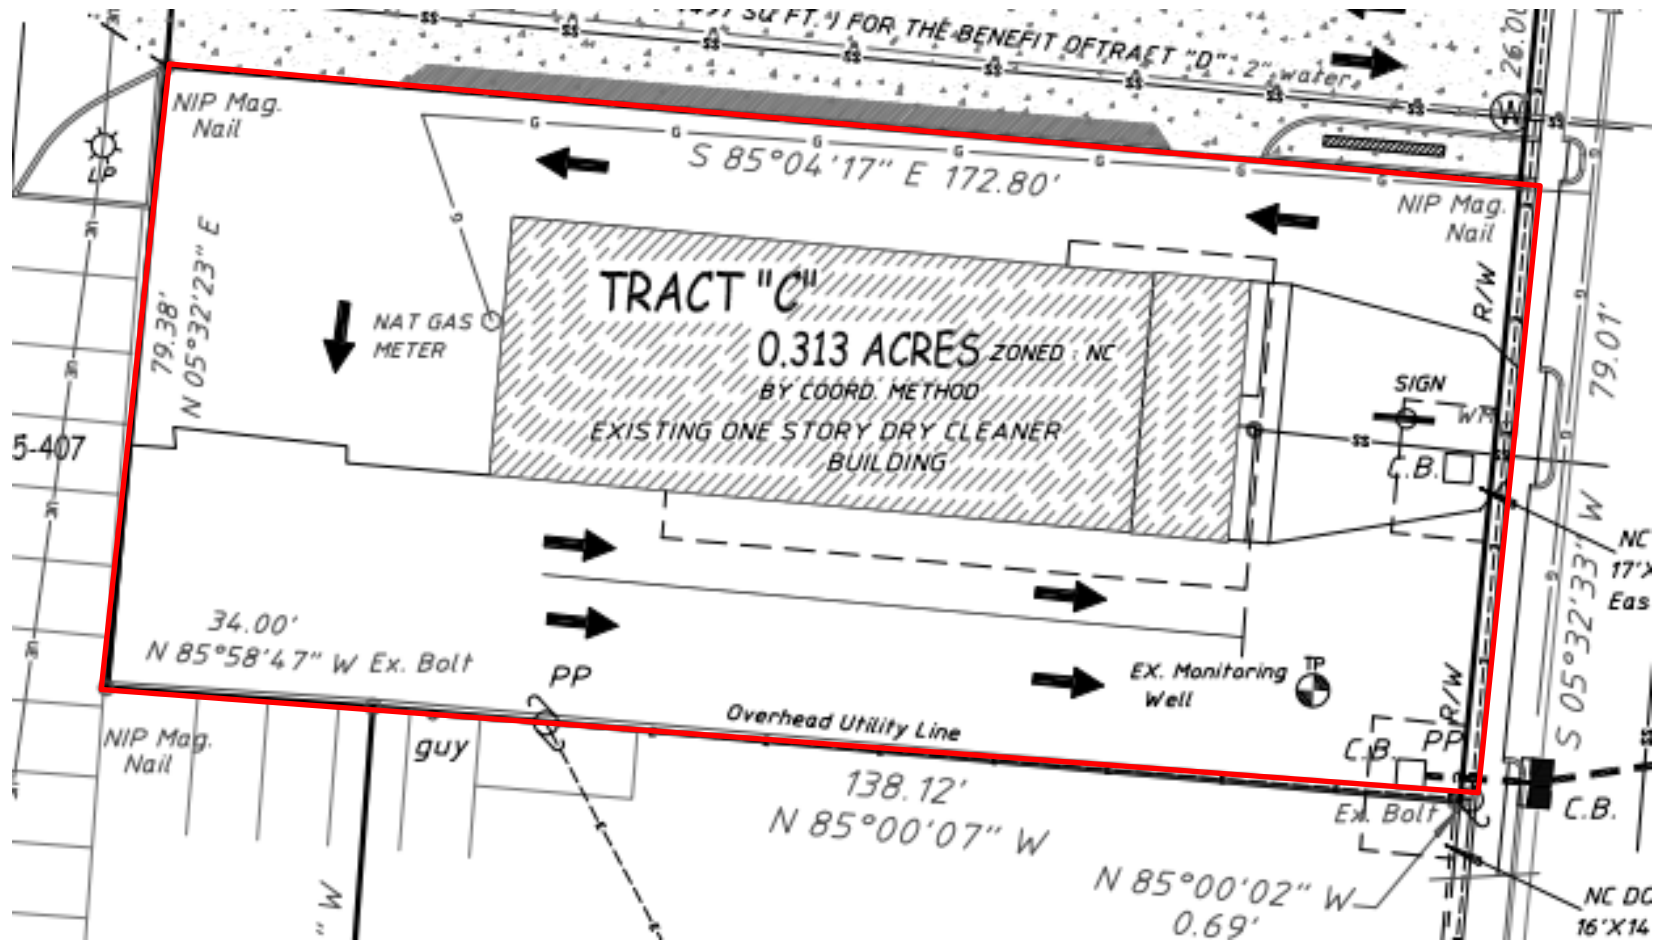 SQ FT.") FOR THE BENEFIT OF TRACT "D"
2" water
26.00
W
NIP Mag.
Nail
LP
S 85°04'17" E 172.80'
NIP Mag.
Nail
79.38'
N 05°32'23" E
NAT GAS
METER
TRACT "C"
0.313 ACRES ZONED : NC
BY COORD. METHOD
EXISTING ONE STORY DRY CLEANER
BUILDING
R/W
79.01'
SIGN
WM
C.B.
5-407
NC
17'X
Eas
S 05°32'33" W
34.00'
N 85°58'47" W Ex. Bolt
PP
EX. Monitoring
Well
TP
R/W
Overhead Utility Line
NIP Mag.
Nail
guy
C.B.
PP
138.12'
N 85°00'07" W
Ex. Bolt
C.B.
N 85°00'02" W
0.69'
" W
NC DO
16'X14